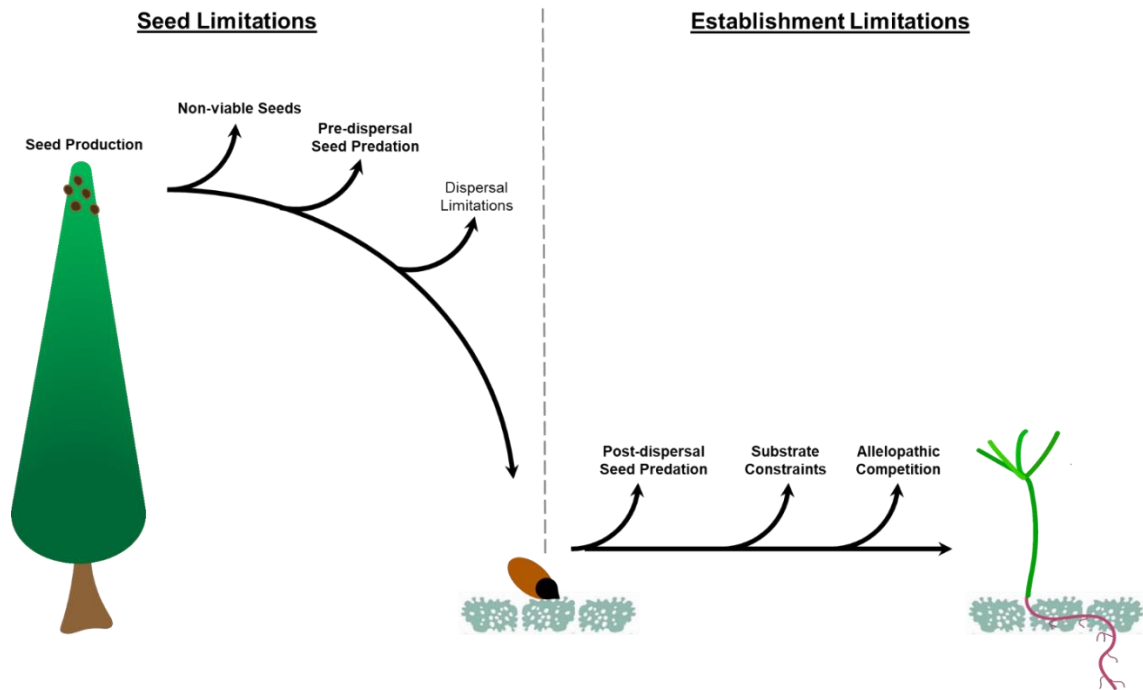 Seed Limitations
Establishment Limitations
Non-viable Seeds
Seed Production
Pre-dispersal
Seed Predation
Dispersal
Limitations
Post-dispersal
Seed Predation
Substrate
Constraints
Allelopathic
Competition